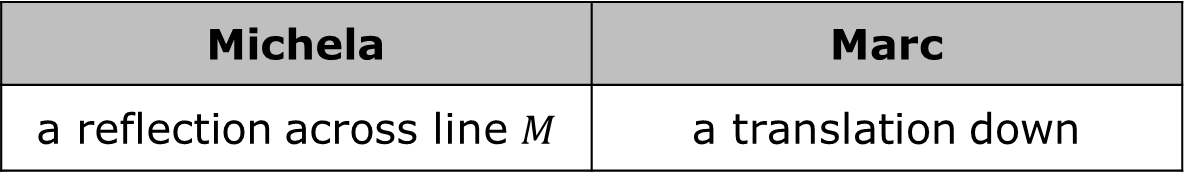 Michela Marc
a reflection across line M a translation down